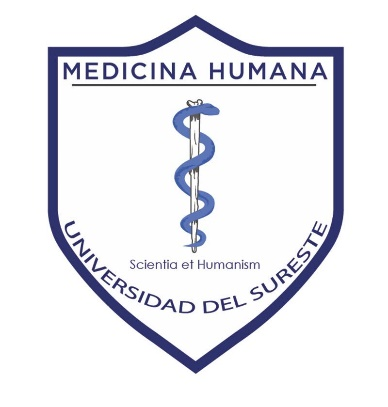 MEDICINA HUMANA
Scientia et Humanism
UNIVERSIDAD DEL SURESTE